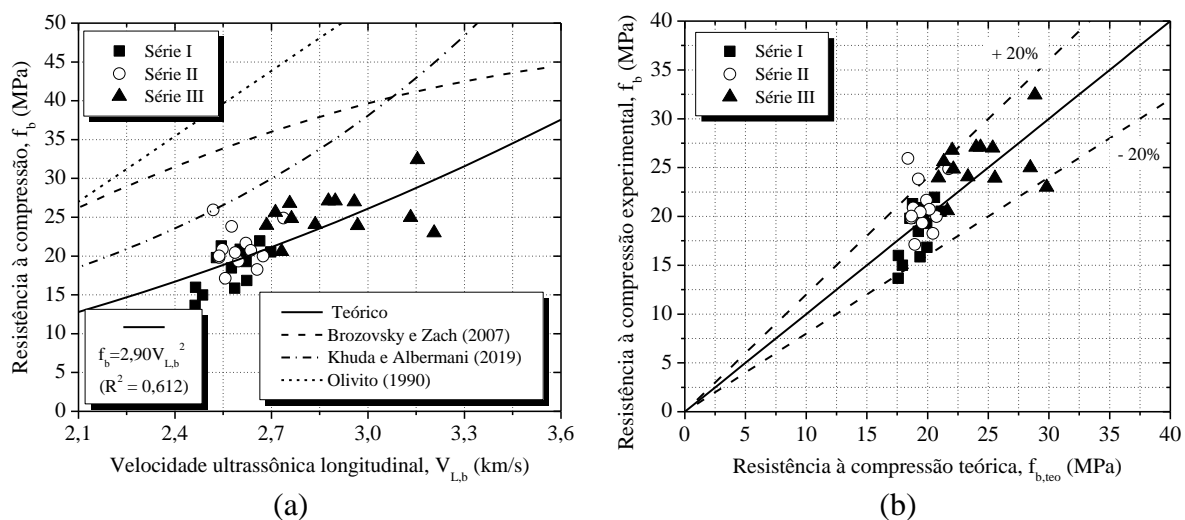 50
45
40
35
30
25
20
15
10
5
0
Resistência à compressão, f_b (MPa)
Série I
Série II
Série III
f_b=2,90V_{L,b}^2
(R^2 = 0,612)
Teórico
Brozovsky e Zach (2007)
Khuda e Albermani (2019)
Olivito (1990)
2,1 2,4 2,7 3,0 3,3 3,6
Velocidade ultrassônica longitudinal, V_{L,b} (km/s)
(a)
40
35
30
25
20
15
10
5
0
Resistência à compressão experimental, f_b (MPa)
Série I
Série II
Série III
+ 20%
- 20%
0 5 10 15 20 25 30 35 40
Resistência à compressão teórica, f_{b,teo} (MPa)
(b)